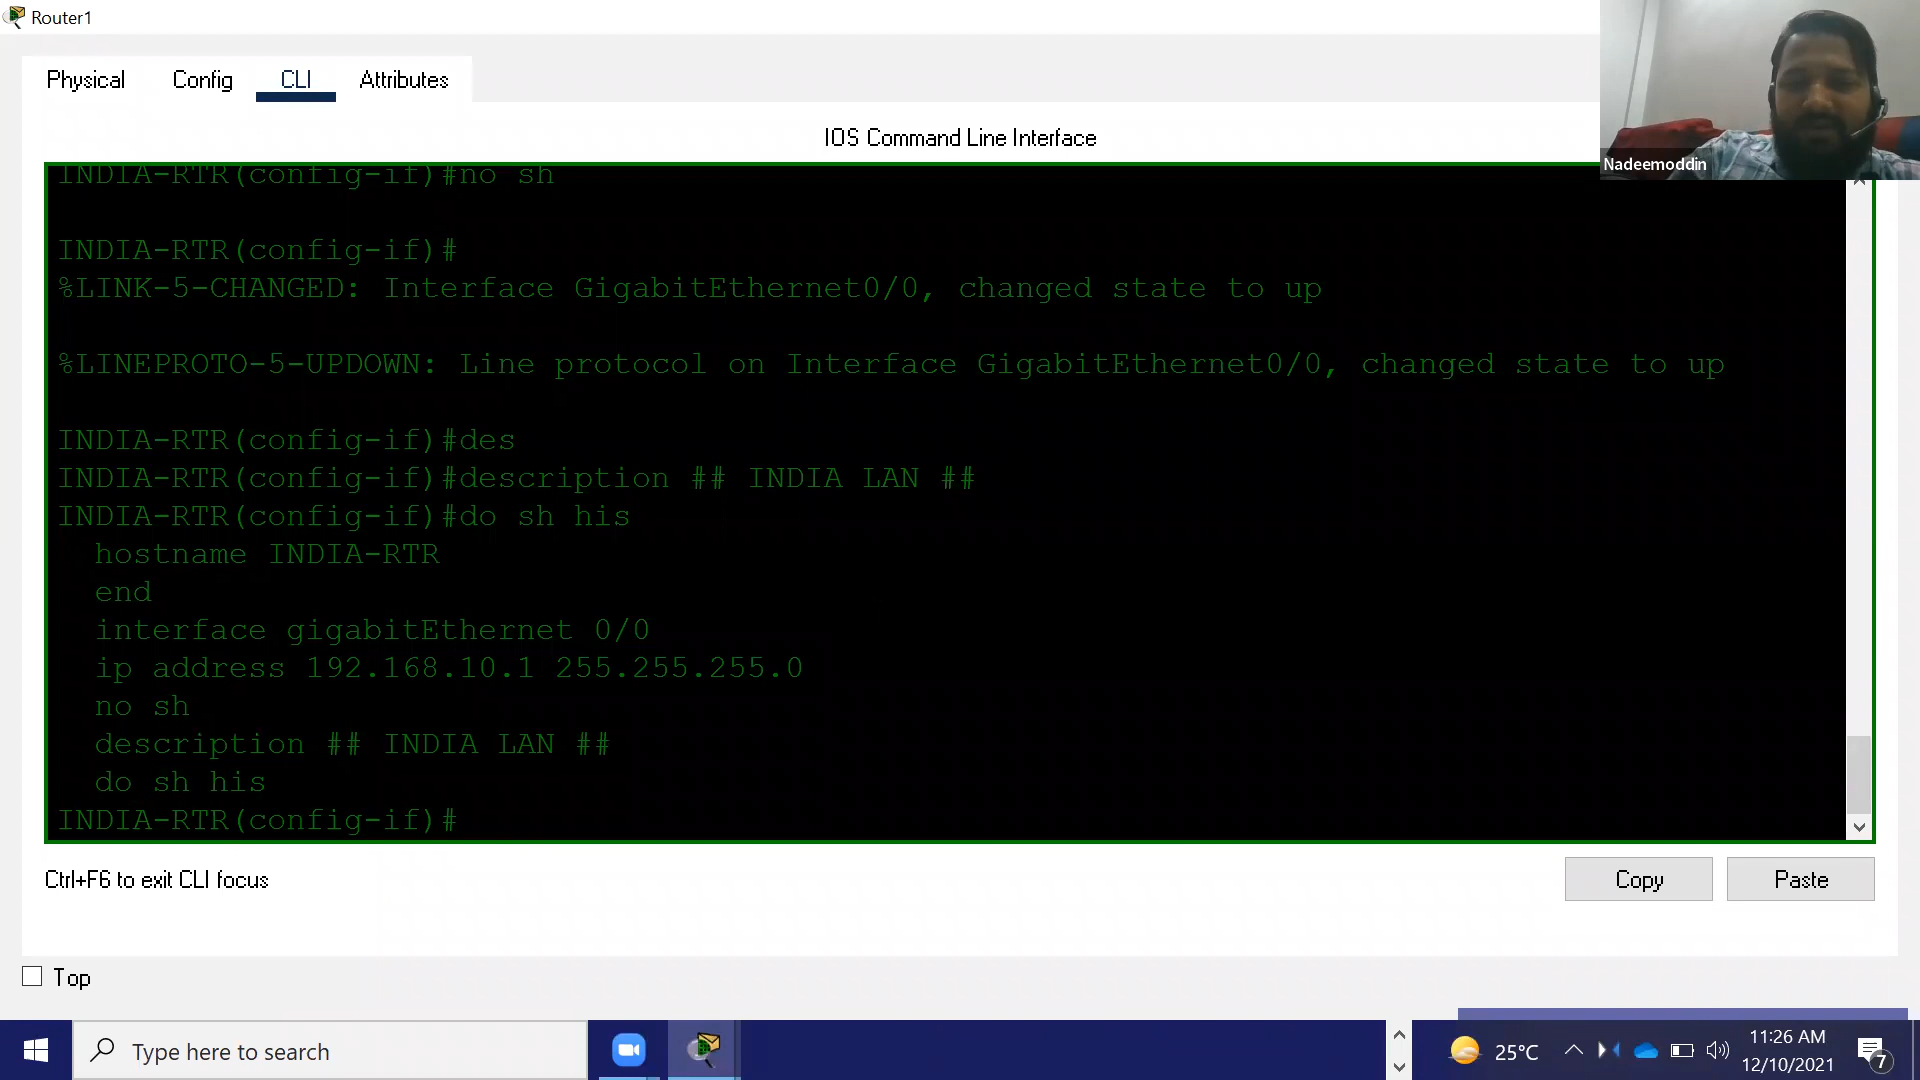 Router1
Physical Config CLI Attributes
IOS Command Line Interface
Nadeemoddin
INDIA-RTR(config-if)#no sh
INDIA-RTR(config-if)#
%LINK-5-CHANGED: Interface GigabitEthernet0/0, changed state to up
%LINEPROTO-5-UPDOWN: Line protocol on Interface GigabitEthernet0/0, changed state to up
INDIA-RTR(config-if)#des
INDIA-RTR(config-if)#description ## INDIA LAN ##
INDIA-RTR(config-if)#do sh his
hostname INDIA-RTR
end
interface gigabitEthernet 0/0
ip address 192.168.10.1 255.255.255.0
no sh
description ## INDIA LAN ##
do sh his
INDIA-RTR(config-if)#
Ctrl+F6 to exit CLI focus
Copy
Paste
Top
Type here to search
25°C
11:26 AM
12/10/2021
7